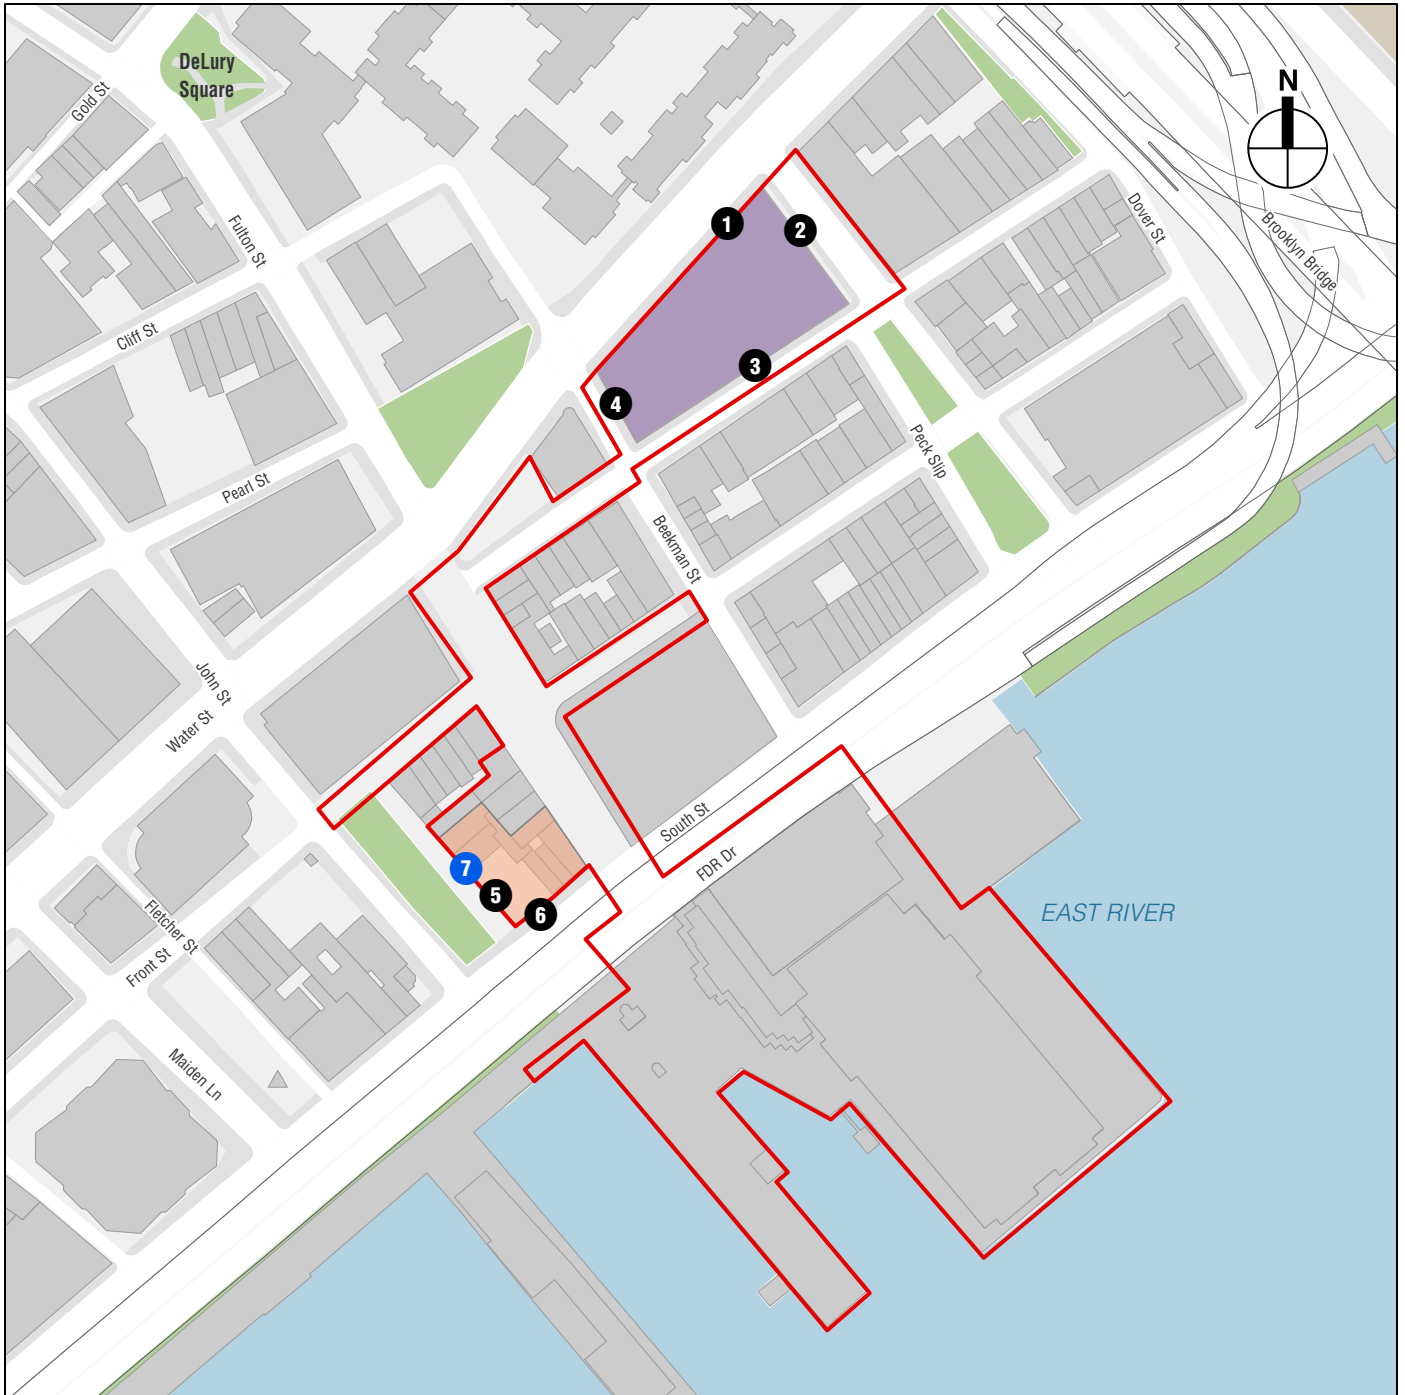 DeLury
Square
Gold St
N
Fulton St
Dover St
Brooklyn Bridge
1
2
Cliff St
3
4
Peck Slip
Pearl St
Beekman St
John St
Water St
South St
FDR Dr
7
5
6
EAST RIVER
Fletcher St
Front St
Maiden Ln